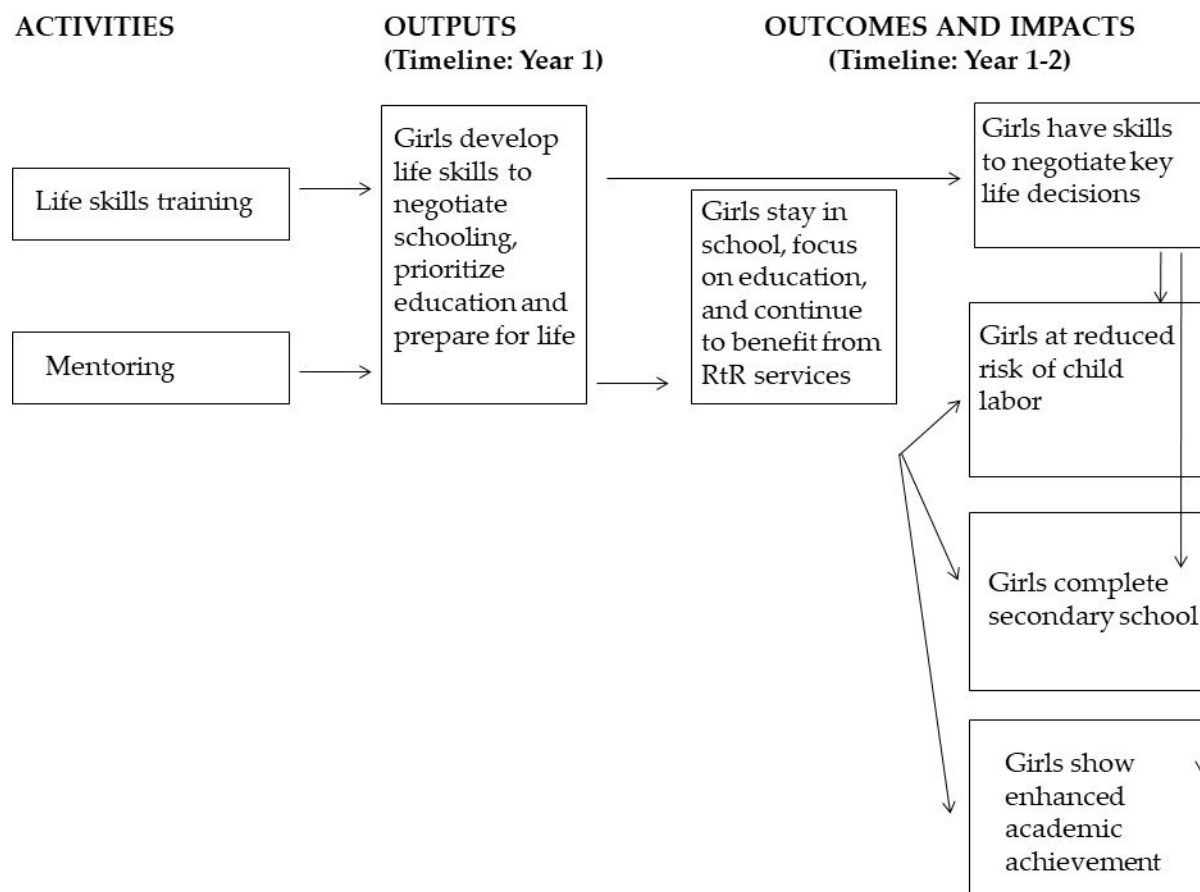 ACTIVITIES
OUTPUTS
(Timeline: Year 1)
OUTCOMES AND IMPACTS
(Timeline: Year 1-2)
Life skills training
Mentoring
Girls develop
life skills to
negotiate
schooling,
prioritize
education and
prepare for life
Girls stay in
school, focus
on education,
and continue
to benefit from
RtR services
Girls have skills
to negotiate key
life decisions
Girls at reduced
risk of child
labor
Girls complete
secondary school
Girls show
enhanced
academic
achievement